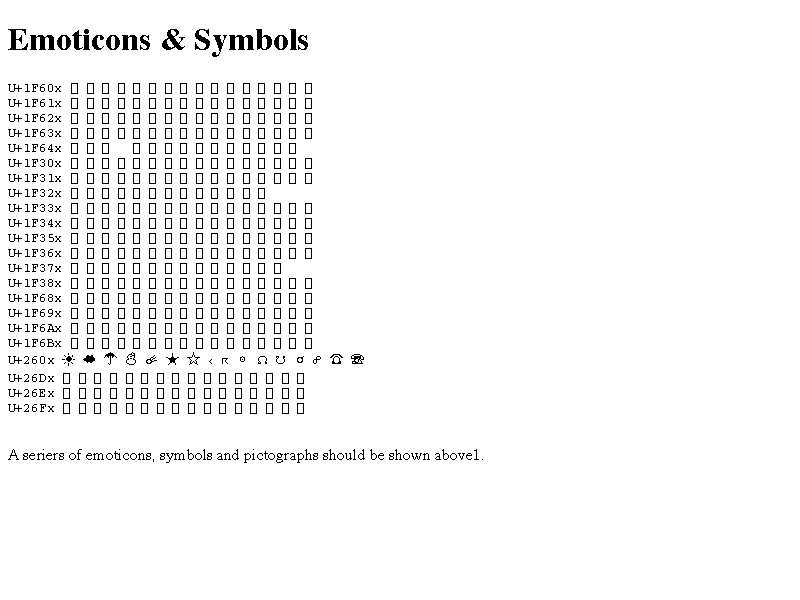 Emoticons & Symbols
U+1F60x ▯ ▯ ▯ ▯ ▯ ▯ ▯ ▯ ▯ ▯ ▯ ▯ ▯ ▯ ▯ ▯
U+1F61x ▯ ▯ ▯ ▯ ▯ ▯ ▯ ▯ ▯ ▯ ▯ ▯ ▯ ▯ ▯ ▯
U+1F62x ▯ ▯ ▯ ▯ ▯ ▯ ▯ ▯ ▯ ▯ ▯ ▯ ▯ ▯ ▯ ▯
U+1F63x ▯ ▯ ▯ ▯ ▯ ▯ ▯ ▯ ▯ ▯ ▯ ▯ ▯ ▯ ▯ ▯
U+1F64x ▯ ▯ ▯   ▯ ▯ ▯ ▯ ▯ ▯ ▯ ▯ ▯ ▯ ▯
U+1F30x ▯ ▯ ▯ ▯ ▯ ▯ ▯ ▯ ▯ ▯ ▯ ▯ ▯ ▯ ▯ ▯
U+1F31x ▯ ▯ ▯ ▯ ▯ ▯ ▯ ▯ ▯ ▯ ▯ ▯ ▯ ▯ ▯ ▯
U+1F32x ▯ ▯ ▯ ▯ ▯ ▯ ▯ ▯ ▯ ▯ ▯ ▯ ▯
U+1F33x ▯ ▯ ▯ ▯ ▯ ▯ ▯ ▯ ▯ ▯ ▯ ▯ ▯ ▯ ▯ ▯
U+1F34x ▯ ▯ ▯ ▯ ▯ ▯ ▯ ▯ ▯ ▯ ▯ ▯ ▯ ▯ ▯ ▯
U+1F35x ▯ ▯ ▯ ▯ ▯ ▯ ▯ ▯ ▯ ▯ ▯ ▯ ▯ ▯ ▯ ▯
U+1F36x ▯ ▯ ▯ ▯ ▯ ▯ ▯ ▯ ▯ ▯ ▯ ▯ ▯ ▯ ▯ ▯
U+1F37x ▯ ▯ ▯ ▯ ▯ ▯ ▯ ▯ ▯ ▯ ▯ ▯ ▯ ▯
U+1F38x ▯ ▯ ▯ ▯ ▯ ▯ ▯ ▯ ▯ ▯ ▯ ▯ ▯ ▯ ▯ ▯
U+1F68x ▯ ▯ ▯ ▯ ▯ ▯ ▯ ▯ ▯ ▯ ▯ ▯ ▯ ▯ ▯ ▯
U+1F69x ▯ ▯ ▯ ▯ ▯ ▯ ▯ ▯ ▯ ▯ ▯ ▯ ▯ ▯ ▯ ▯
U+1F6Ax ▯ ▯ ▯ ▯ ▯ ▯ ▯ ▯ ▯ ▯ ▯ ▯ ▯ ▯ ▯ ▯
U+1F6Bx ▯ ▯ ▯ ▯ ▯ ▯ ▯ ▯ ▯ ▯ ▯ ▯ ▯ ▯ ▯ ▯
U+260x ☀ ☁ ☂ ☃ ☄ ★ ☆ ☇ ☈ ☉ ☊ ☋ ☌ ☍ ☎ ☏
U+26Dx ▯ ▯ ▯ ▯ ▯ ▯ ▯ ▯ ▯ ▯ ▯ ▯ ▯ ▯ ▯ ▯
U+26Ex ▯ ▯ ▯ ▯ ▯ ▯ ▯ ▯ ▯ ▯ ▯ ▯ ▯ ▯ ▯ ▯
U+26Fx ▯ ▯ ▯ ▯ ▯ ▯ ▯ ▯ ▯ ▯ ▯ ▯ ▯ ▯ ▯ ▯
A seriers of emoticons, symbols and pictographs should be shown above1.